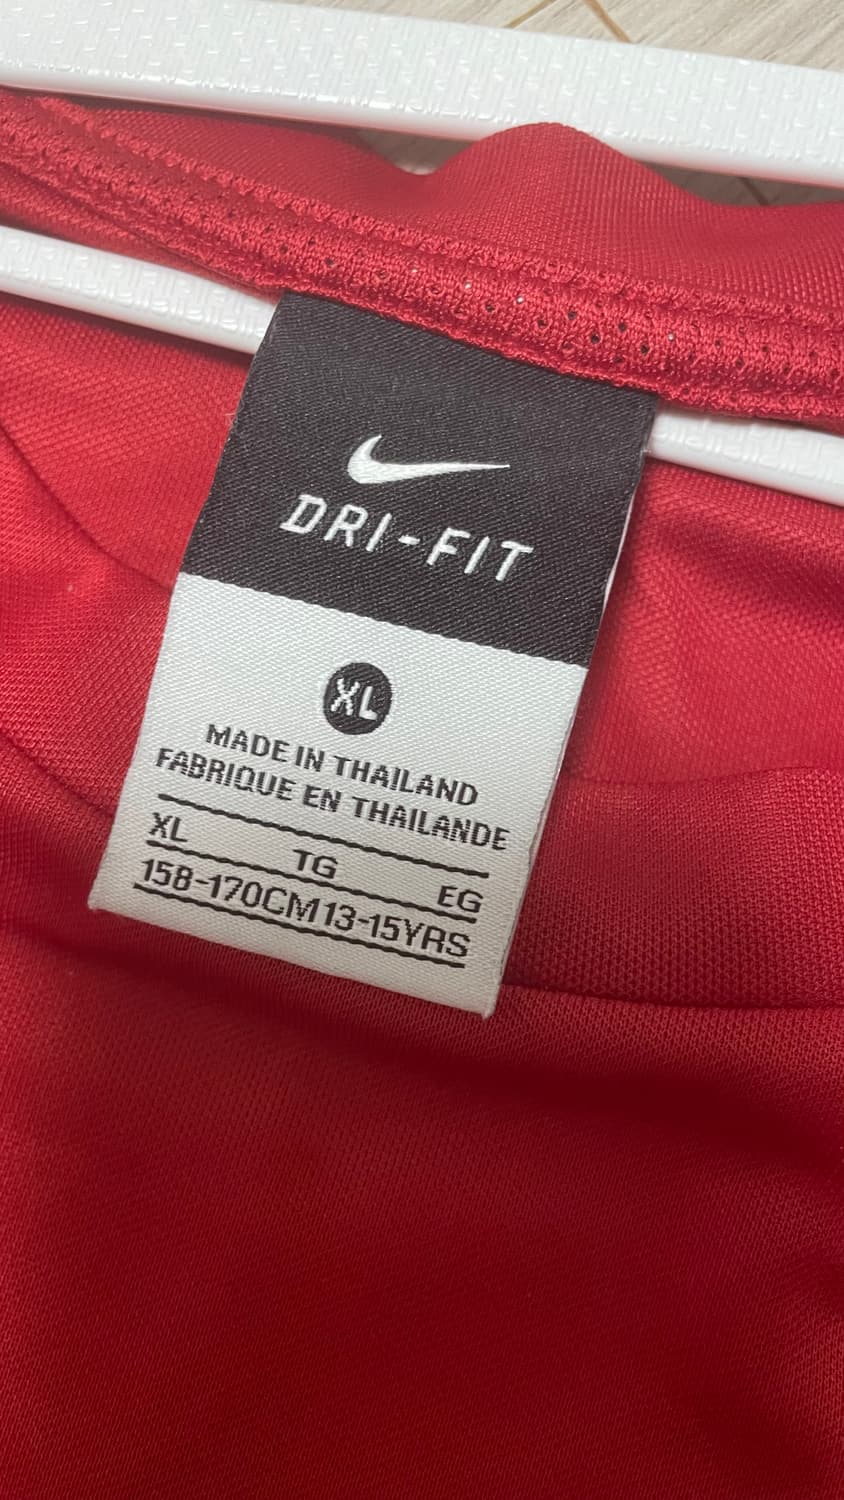 DRI-FIT
XL
MADE IN THAILAND
FABRIQUE EN THAILANDE
XL TG EG
158-170CM 13-15YRS